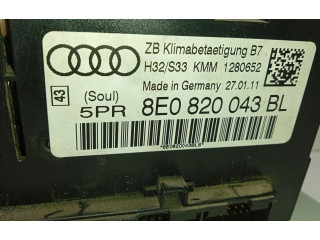 ZB Klimabetaetigung B7
H32/S33 KMM 1280652
Made in Germany 27.01.11
43
(Soul)
5PR 8E0 820 043 BL
*8E0820043BL*